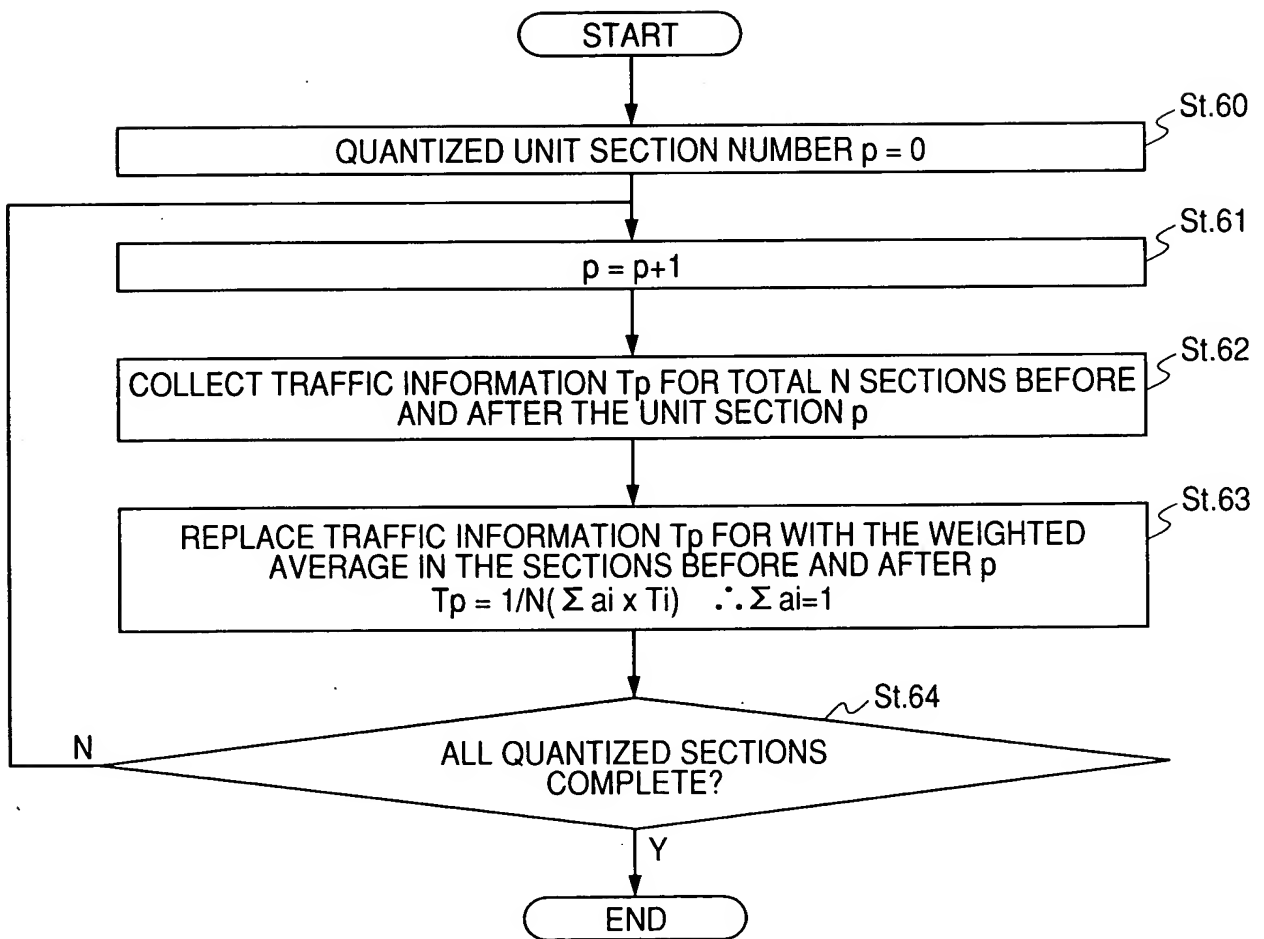 START
St.60
QUANTIZED UNIT SECTION NUMBER p = 0
St.61
p = p+1
St.62
COLLECT TRAFFIC INFORMATION Tp FOR TOTAL N SECTIONS BEFORE
AND AFTER THE UNIT SECTION p
St.63
REPLACE TRAFFIC INFORMATION Tp FOR WITH THE WEIGHTED
AVERAGE IN THE SECTIONS BEFORE AND AFTER p
Tp = 1/N( Σ ai x Ti) ∴ Σ ai=1
St.64
N
ALL QUANTIZED SECTIONS
COMPLETE?
Y
END